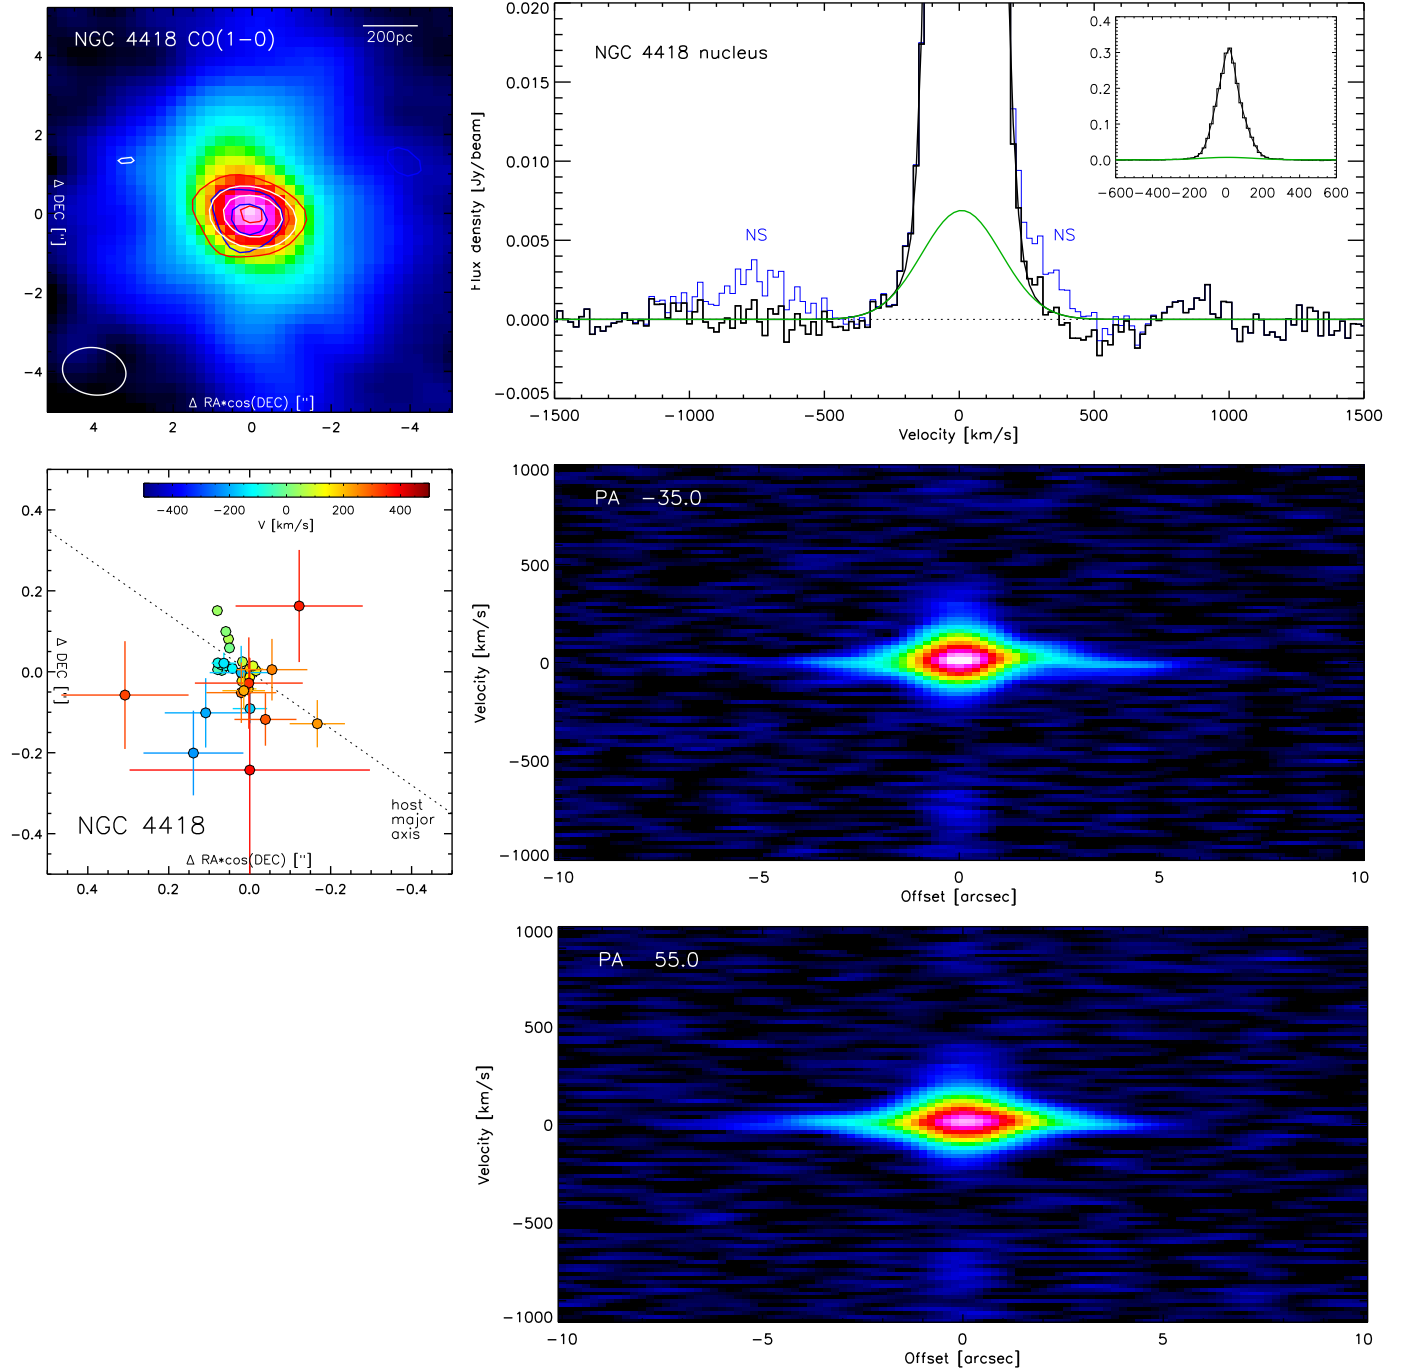 NGC 4418 CO(1-0)
200pc
4
2
0
-2
-4
Δ DEC ["]
Δ RA*cos(DEC) ["]
4 2 0 -2 -4
NGC 4418 nucleus
0.020
0.015
0.010
0.005
0.000
-0.005
Flux density [Jy/beam]
NS
NS
-1500 -1000 -500 0 500 1000 1500
Velocity [km/s]
0.4
0.3
0.2
0.1
0.0
-600 -400 -200 0 200 400 600
-400 -200 0 200 400
V [km/s]
0.4
0.2
0.0
-0.2
-0.4
Δ DEC ["]
host
major
axis
NGC 4418
Δ RA*cos(DEC) ["]
0.4 0.2 0.0 -0.2 -0.4
PA -35.0
1000
500
0
-500
-1000
Velocity [km/s]
-10 -5 0 5 10
Offset [arcsec]
PA 55.0
1000
500
0
-500
-1000
Velocity [km/s]
-10 -5 0 5 10
Offset [arcsec]